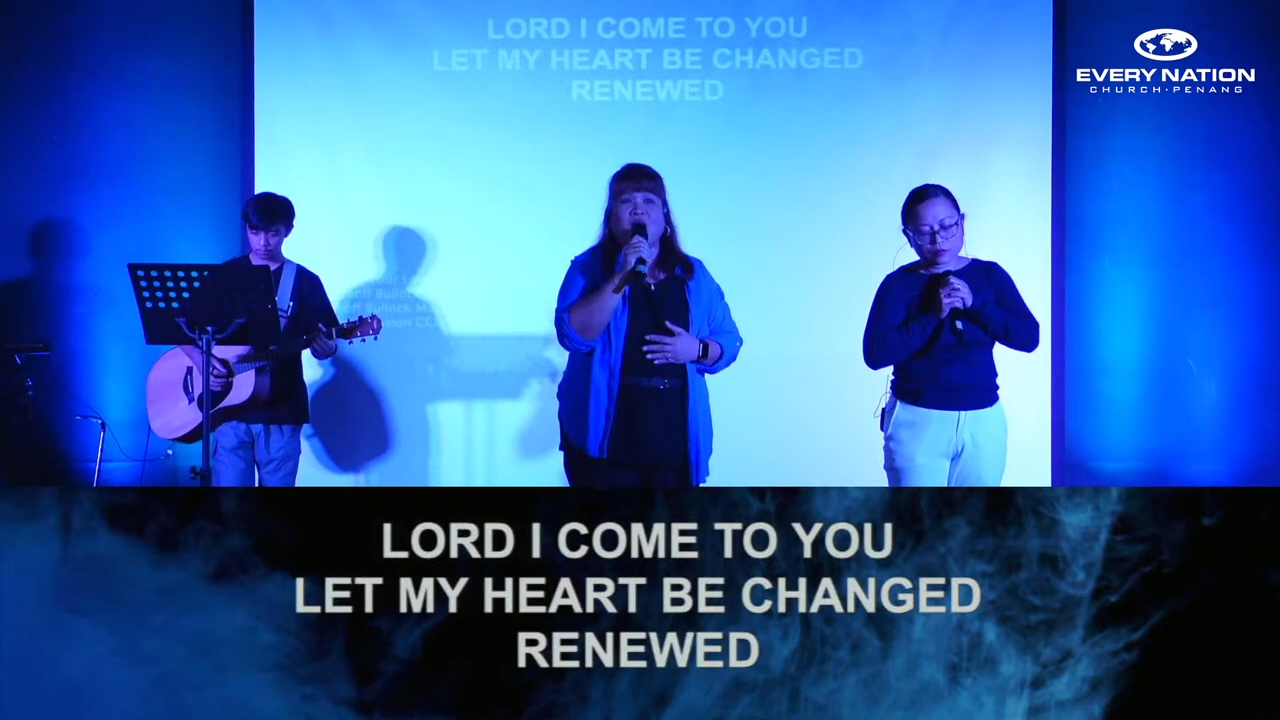 LORD I COME TO YOU
LET MY HEART BE CHANGED
RENEWED
EVERY NATION
CHURCH • PENANG
LORD I COME TO YOU
LET MY HEART BE CHANGED
RENEWED